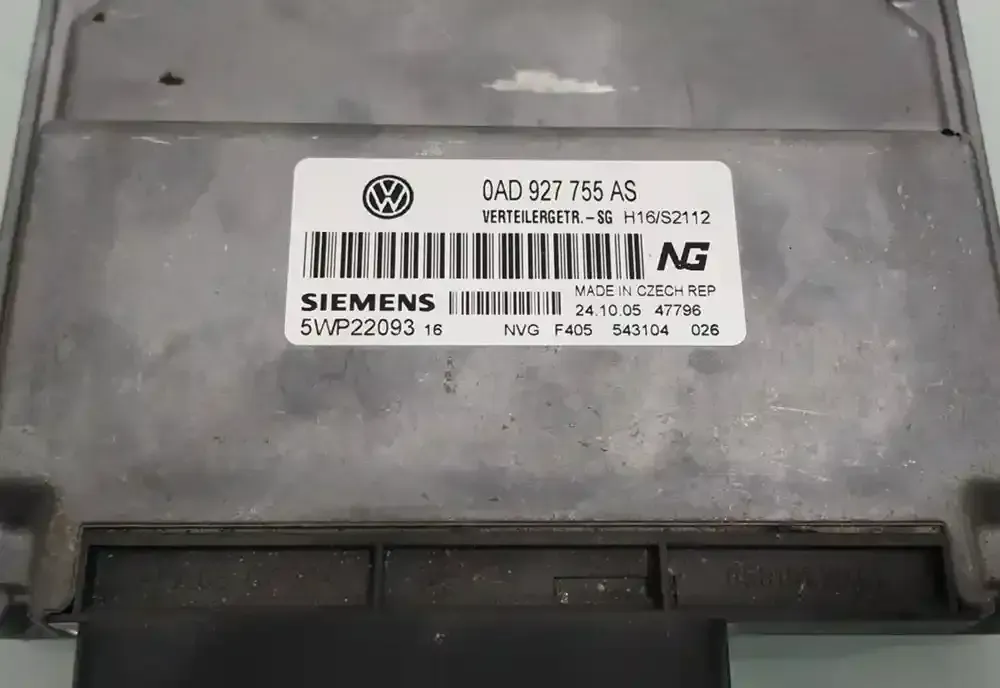 0AD 927 755 AS
VERTEILERGETR.-SG H16/S2112
NG
MADE IN CZECH REP
SIEMENS
24.10.05 47796
5WP22093 16 NVG F405 543104 026